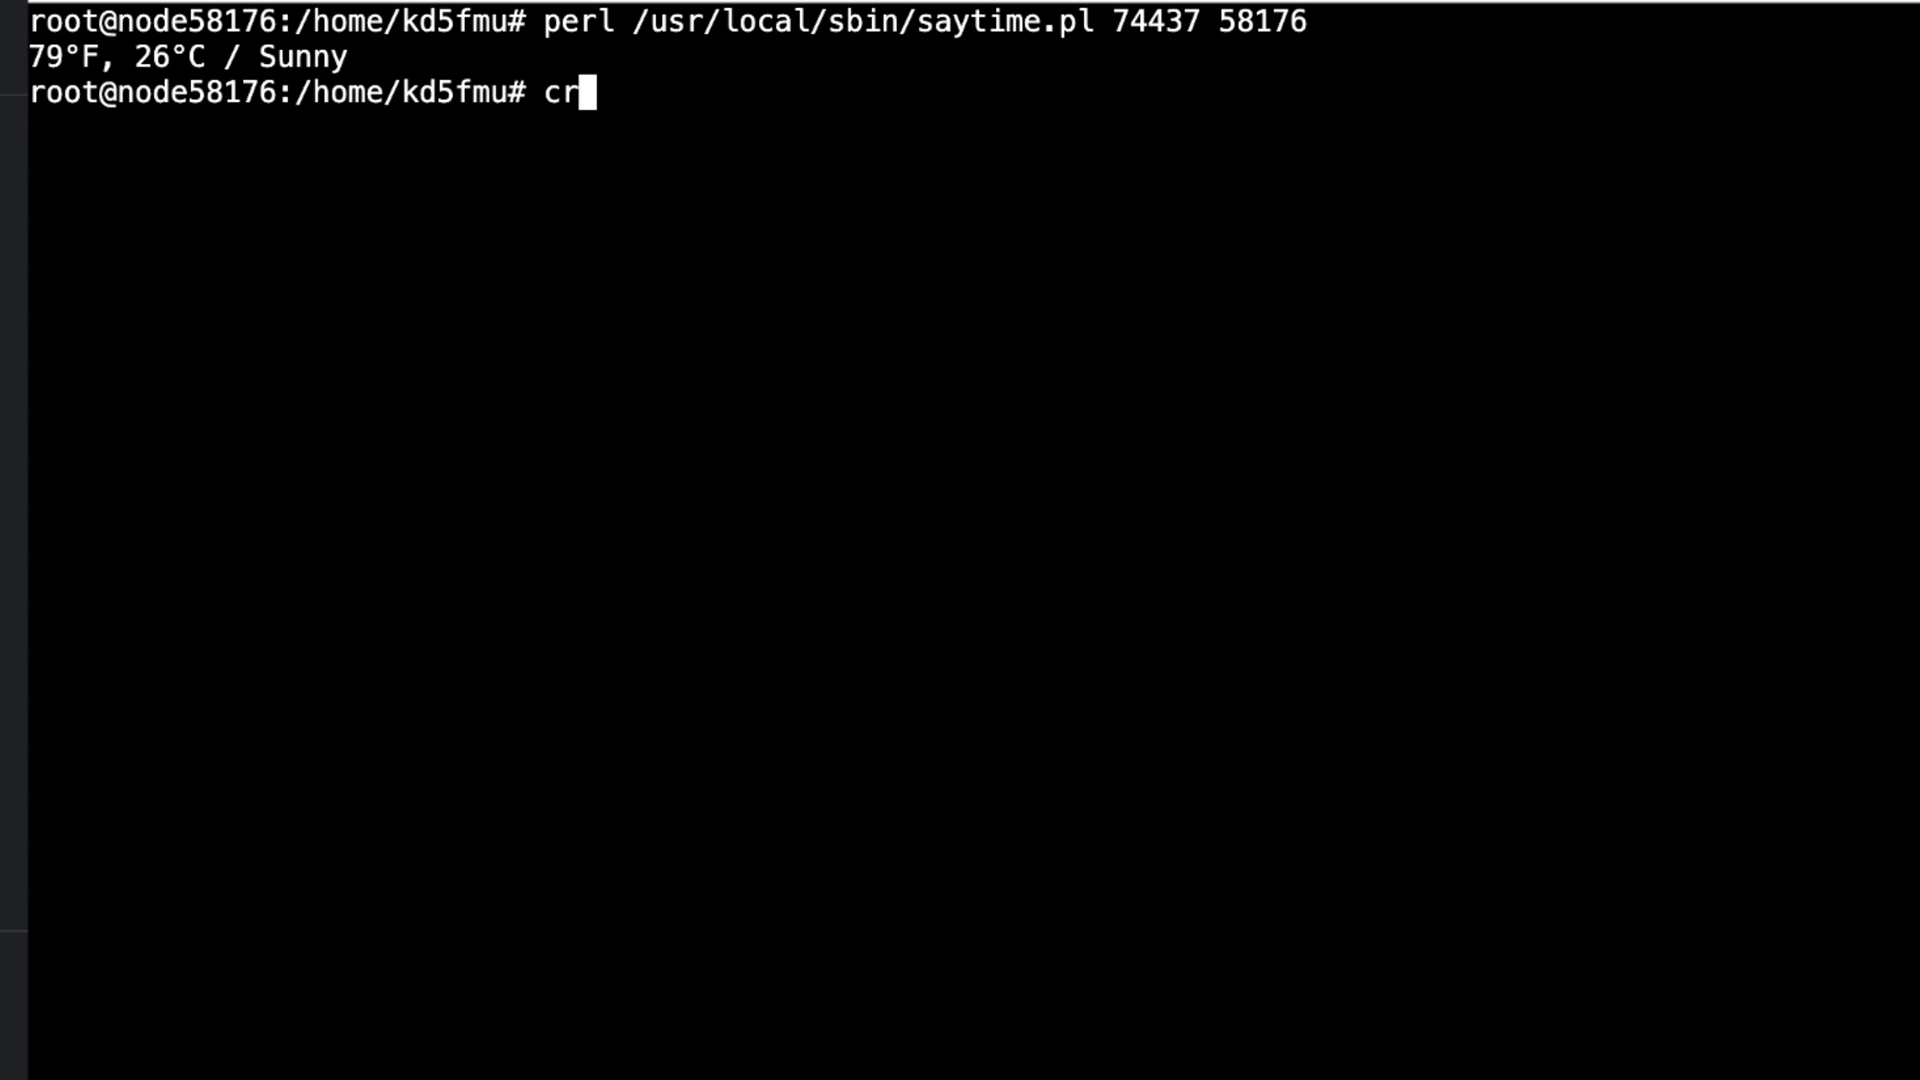 root@node58176:/home/kd5fmu# perl /usr/local/sbin/saytime.pl 74437 58176
79°F, 26°C / Sunny
root@node58176:/home/kd5fmu# cr